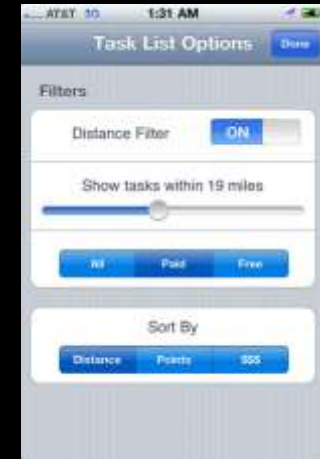 AT&T 3G 1:31 AM
Task List Options Done
Filters
Distance Filter ON
Show tasks within 19 miles
All Paid Free
Sort By
Distance Points $$$